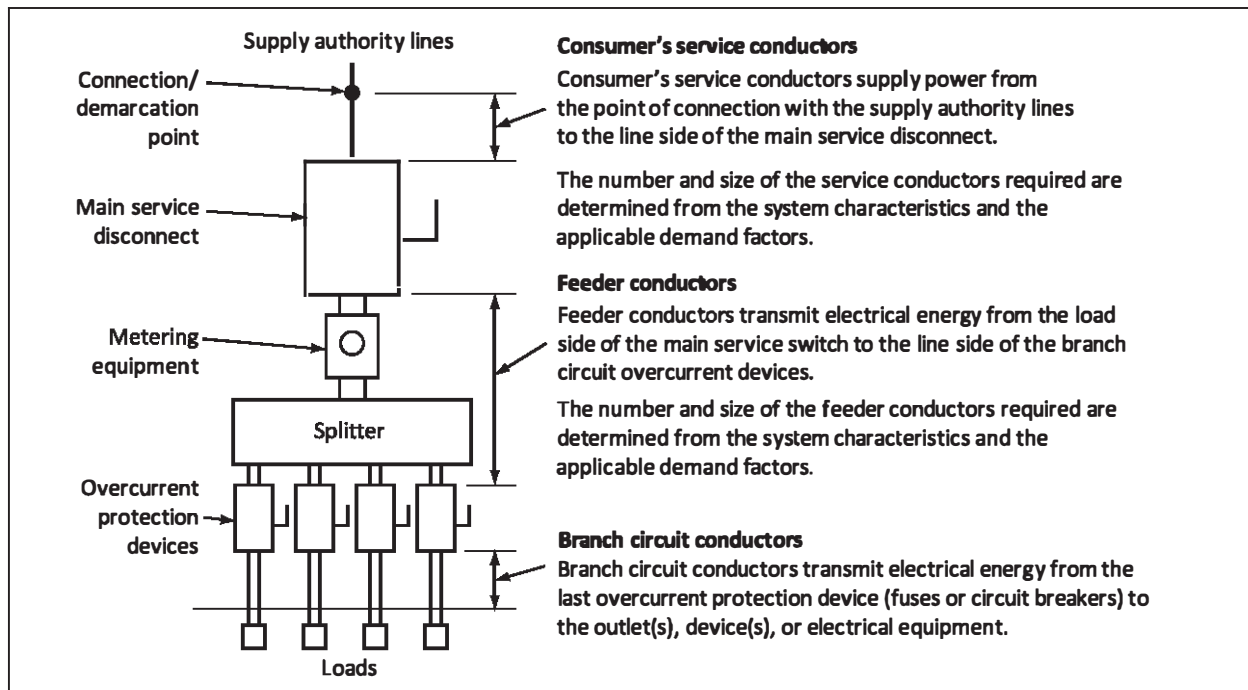 Supply authority lines
Connection/
demarcation
point
Main service
disconnect
Metering
equipment
Splitter
Overcurrent
protection
devices
Loads
Consumer's service conductors
Consumer's service conductors supply power from
the point of connection with the supply authority lines
to the line side of the main service disconnect.
The number and size of the service conductors required are
determined from the system characteristics and the
applicable demand factors.
Feeder conductors
Feeder conductors transmit electrical energy from the load
side of the main service switch to the line side of the branch
circuit overcurrent devices.
The number and size of the feeder conductors required are
determined from the system characteristics and the
applicable demand factors.
Branch circuit conductors
Branch circuit conductors transmit electrical energy from the
last overcurrent protection device (fuses or circuit breakers) to
the outlet(s), device(s), or electrical equipment.